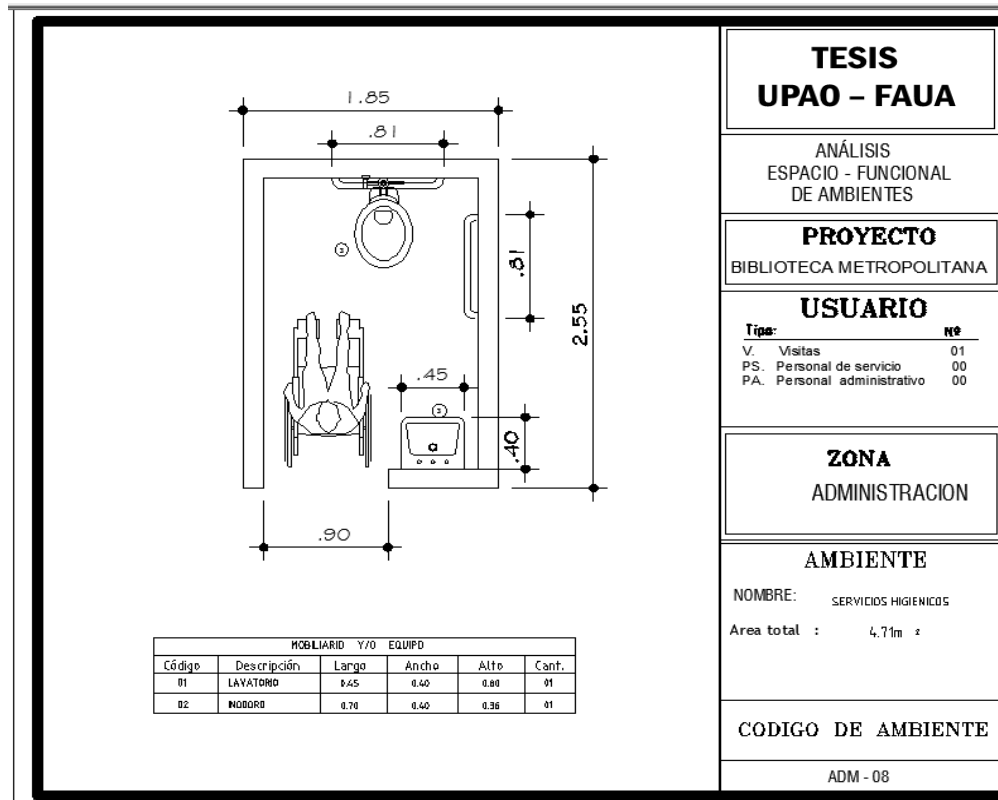 1.85
.81
.81
2.55
.45
.40
.90
MOBILIARIO Y/O EQUIPO
Código Descripción Largo Ancho Alto Cant.
01 LAVATORIO 0.45 0.40 0.80 01
02 INODORO 0.70 0.40 0.36 01
TESIS
UPAO – FAUA
ANÁLISIS
ESPACIO - FUNCIONAL
DE AMBIENTES
PROYECTO
BIBLIOTECA METROPOLITANA
USUARIO
Tipo: Nº
V. Visitas 01
PS. Personal de servicio 00
PA. Personal administrativo 00
ZONA
ADMINISTRACION
AMBIENTE
NOMBRE: SERVICIOS HIGIENICOS
Area total : 4.71m 2
CODIGO DE AMBIENTE
ADM - 08